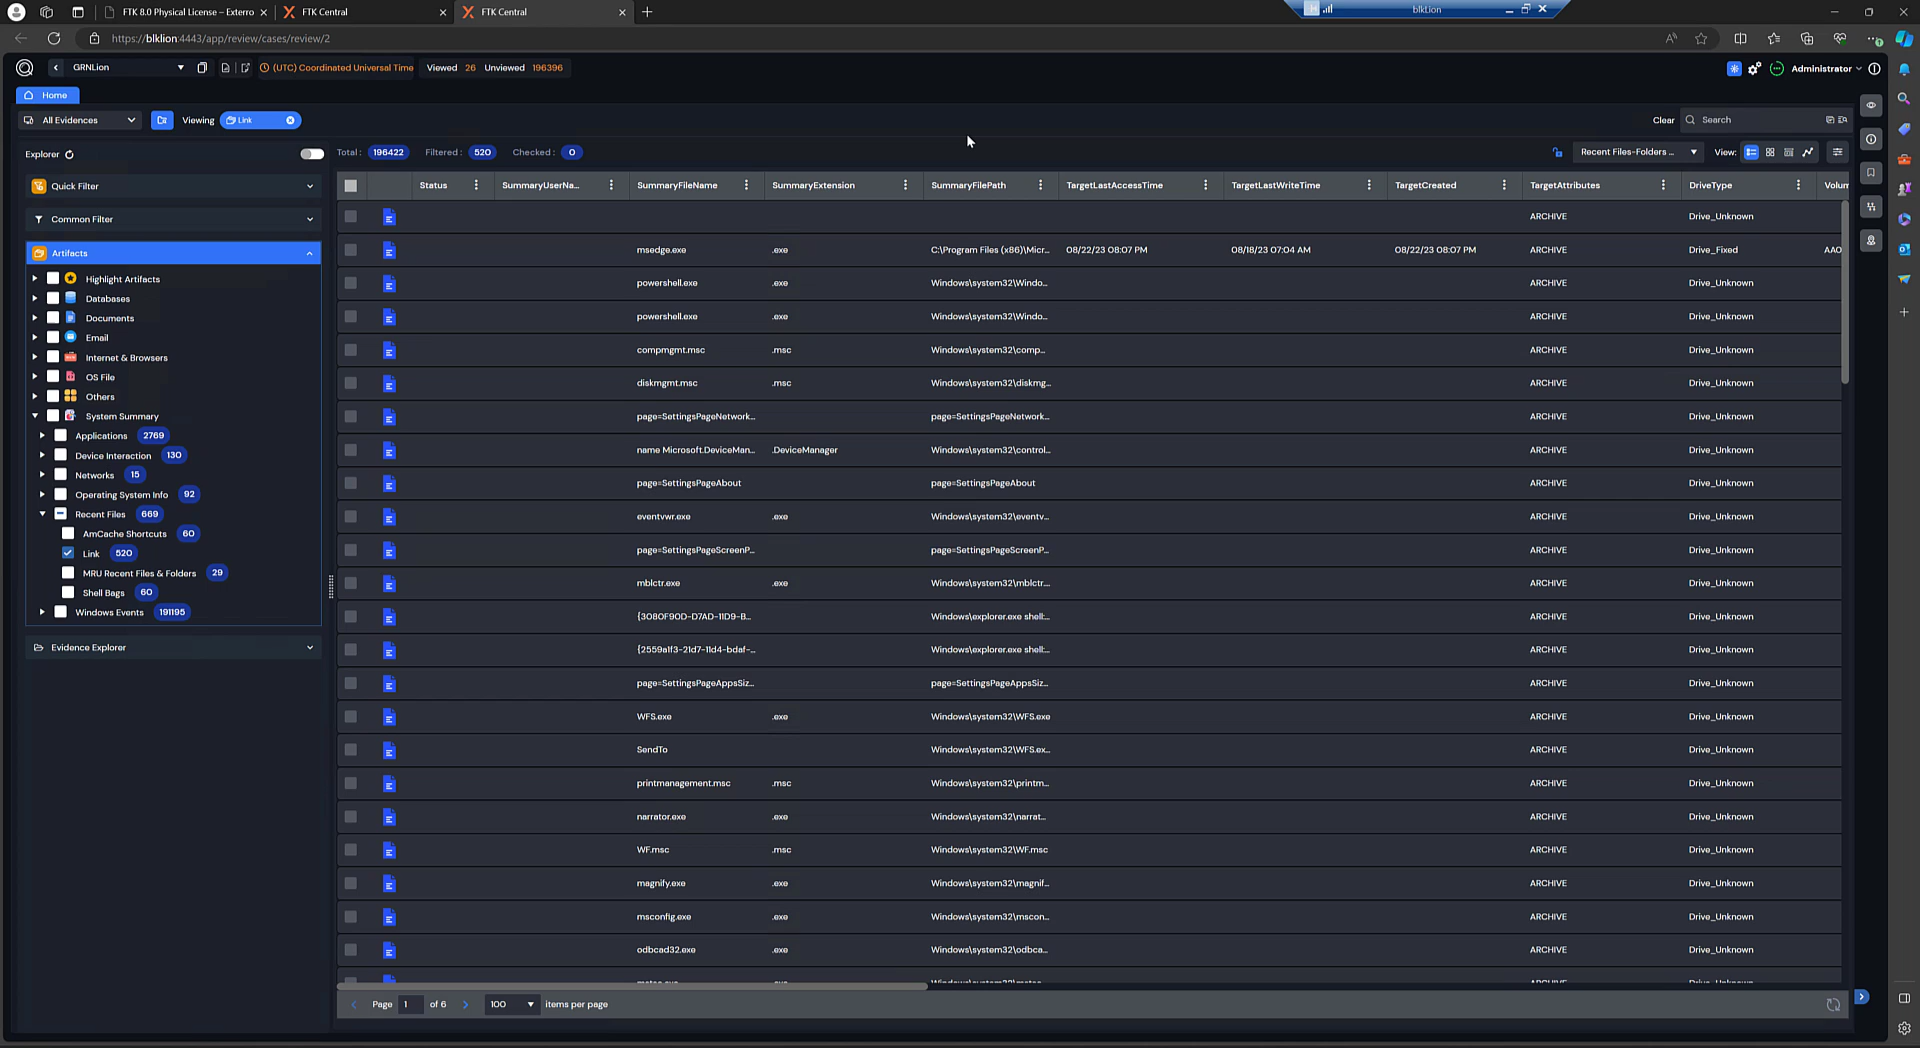 FTK 8.0 Physical License – Exterro
FTK Central
FTK Central
blkLion
https://blklion:4443/app/review/cases/review/2
GRNLion
(UTC) Coordinated Universal Time
Viewed 26 Unviewed 196396
Administrator
Home
All Evidences
Viewing
Link
Clear
Search
Explorer
Total : 196422 Filtered : 520 Checked : 0
Recent Files-Folders ...
View:
Quick Filter
Common Filter
Artifacts
Highlight Artifacts
Databases
Documents
Email
Internet & Browsers
OS File
Others
System Summary
Applications 2769
Device Interaction 130
Networks 15
Operating System Info 92
Recent Files 669
AmCache Shortcuts 60
Link 520
MRU Recent Files & Folders 29
Shell Bags 60
Windows Events 191195
Evidence Explorer
Status SummaryUserNa... SummaryFileName SummaryExtension SummaryFilePath TargetLastAccessTime TargetLastWriteTime TargetCreated TargetAttributes DriveType Volum
ARCHIVE Drive_Unknown
msedge.exe .exe C:\Program Files (x86)\Micr... 08/22/23 08:07 PM 08/18/23 07:04 AM 08/22/23 08:07 PM ARCHIVE Drive_Fixed AA0
powershell.exe .exe Windows\system32\Windo... ARCHIVE Drive_Unknown
powershell.exe .exe Windows\system32\Windo... ARCHIVE Drive_Unknown
compmgmt.msc .msc Windows\system32\comp... ARCHIVE Drive_Unknown
diskmgmt.msc .msc Windows\system32\diskmg... ARCHIVE Drive_Unknown
page=SettingsPageNetwork... page=SettingsPageNetwork... ARCHIVE Drive_Unknown
name Microsoft.DeviceMan... .DeviceManager Windows\system32\control... ARCHIVE Drive_Unknown
page=SettingsPageAbout page=SettingsPageAbout ARCHIVE Drive_Unknown
eventvwr.exe .exe Windows\system32\eventv... ARCHIVE Drive_Unknown
page=SettingsPageScreenP... page=SettingsPageScreenP... ARCHIVE Drive_Unknown
mblctr.exe .exe Windows\system32\mblctr.... ARCHIVE Drive_Unknown
{3080F90D-D7AD-11D9-B... Windows\explorer.exe shell:... ARCHIVE Drive_Unknown
{2559a1f3-21d7-11d4-bdaf-... Windows\explorer.exe shell:... ARCHIVE Drive_Unknown
page=SettingsPageAppsSiz... page=SettingsPageAppsSiz... ARCHIVE Drive_Unknown
WFS.exe .exe Windows\system32\WFS.exe ARCHIVE Drive_Unknown
SendTo Windows\system32\WFS.ex... ARCHIVE Drive_Unknown
printmanagement.msc .msc Windows\system32\printm... ARCHIVE Drive_Unknown
narrator.exe .exe Windows\system32\narrat... ARCHIVE Drive_Unknown
WF.msc .msc Windows\system32\WF.msc ARCHIVE Drive_Unknown
magnify.exe .exe Windows\system32\magnif... ARCHIVE Drive_Unknown
msconfig.exe .exe Windows\system32\mscon... ARCHIVE Drive_Unknown
odbcad32.exe .exe Windows\system32\odbca... ARCHIVE Drive_Unknown
Page 1 of 6 100 items per page